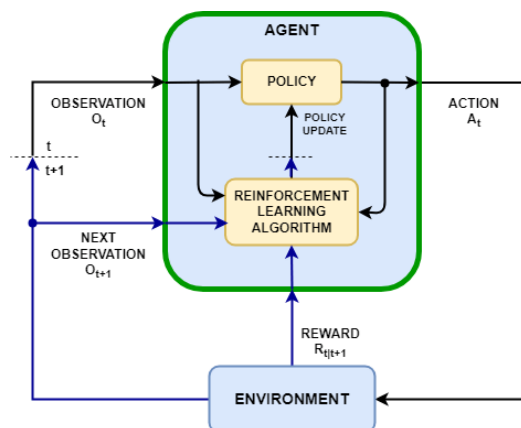 AGENT
POLICY
OBSERVATION
Oₜ
ACTION
Aₜ
POLICY
UPDATE
t
t+1
REINFORCEMENT
LEARNING
ALGORITHM
NEXT
OBSERVATION
Oₜ₊₁
REWARD
Rₜ|ₜ₊₁
ENVIRONMENT